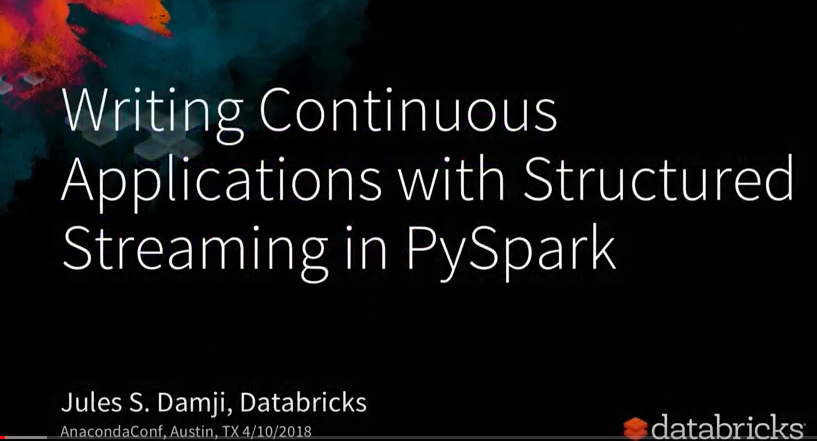 Writing Continuous
Applications with Structured
Streaming in PySpark
Jules S. Damji, Databricks
AnacondaConf, Austin, TX 4/10/2018
databricks